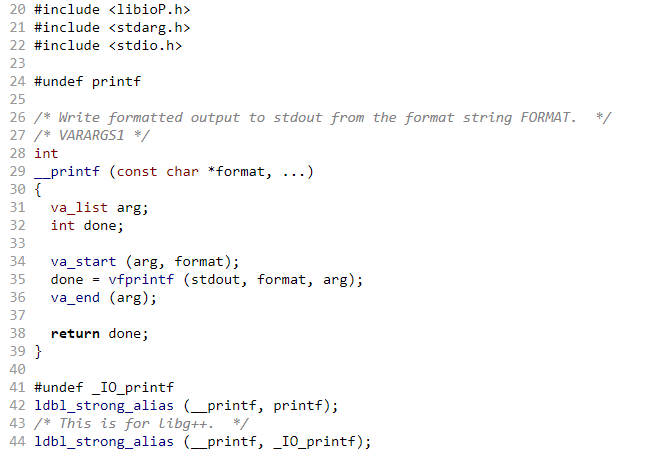 20 #include <libioP.h>
21 #include <stdarg.h>
22 #include <stdio.h>
23
24 #undef printf
25
26 /* Write formatted output to stdout from the format string FORMAT.  */
27 /* VARARGS1 */
28 int
29 __printf (const char *format, ...)
30 {
31   va_list arg;
32   int done;
33
34   va_start (arg, format);
35   done = vfprintf (stdout, format, arg);
36   va_end (arg);
37
38   return done;
39 }
40
41 #undef _IO_printf
42 ldbl_strong_alias (__printf, printf);
43 /* This is for libg++.  */
44 ldbl_strong_alias (__printf, _IO_printf);